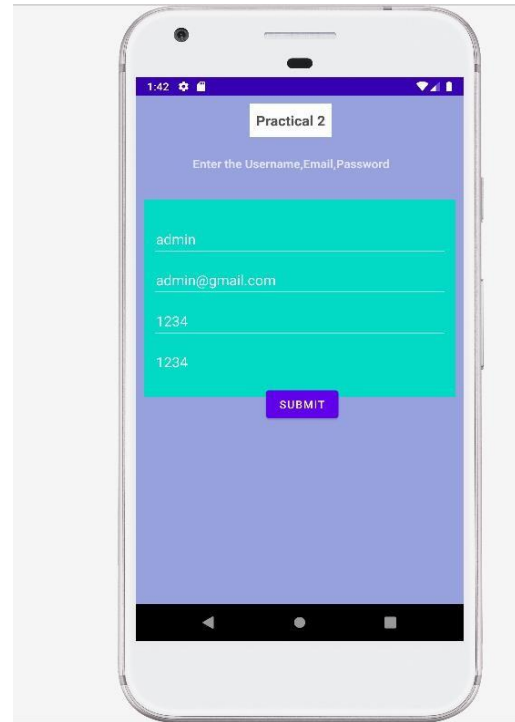 1:42
Practical 2
Enter the Username,Email,Password
admin
admin@gmail.com
1234
1234
SUBMIT